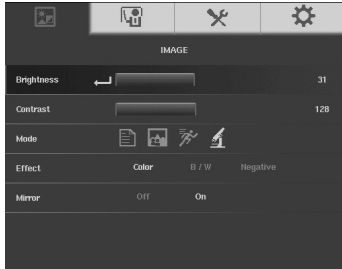 IMAGE
Brightness 31
Contrast 128
Mode
Effect Color B / W Negative
Mirror Off On